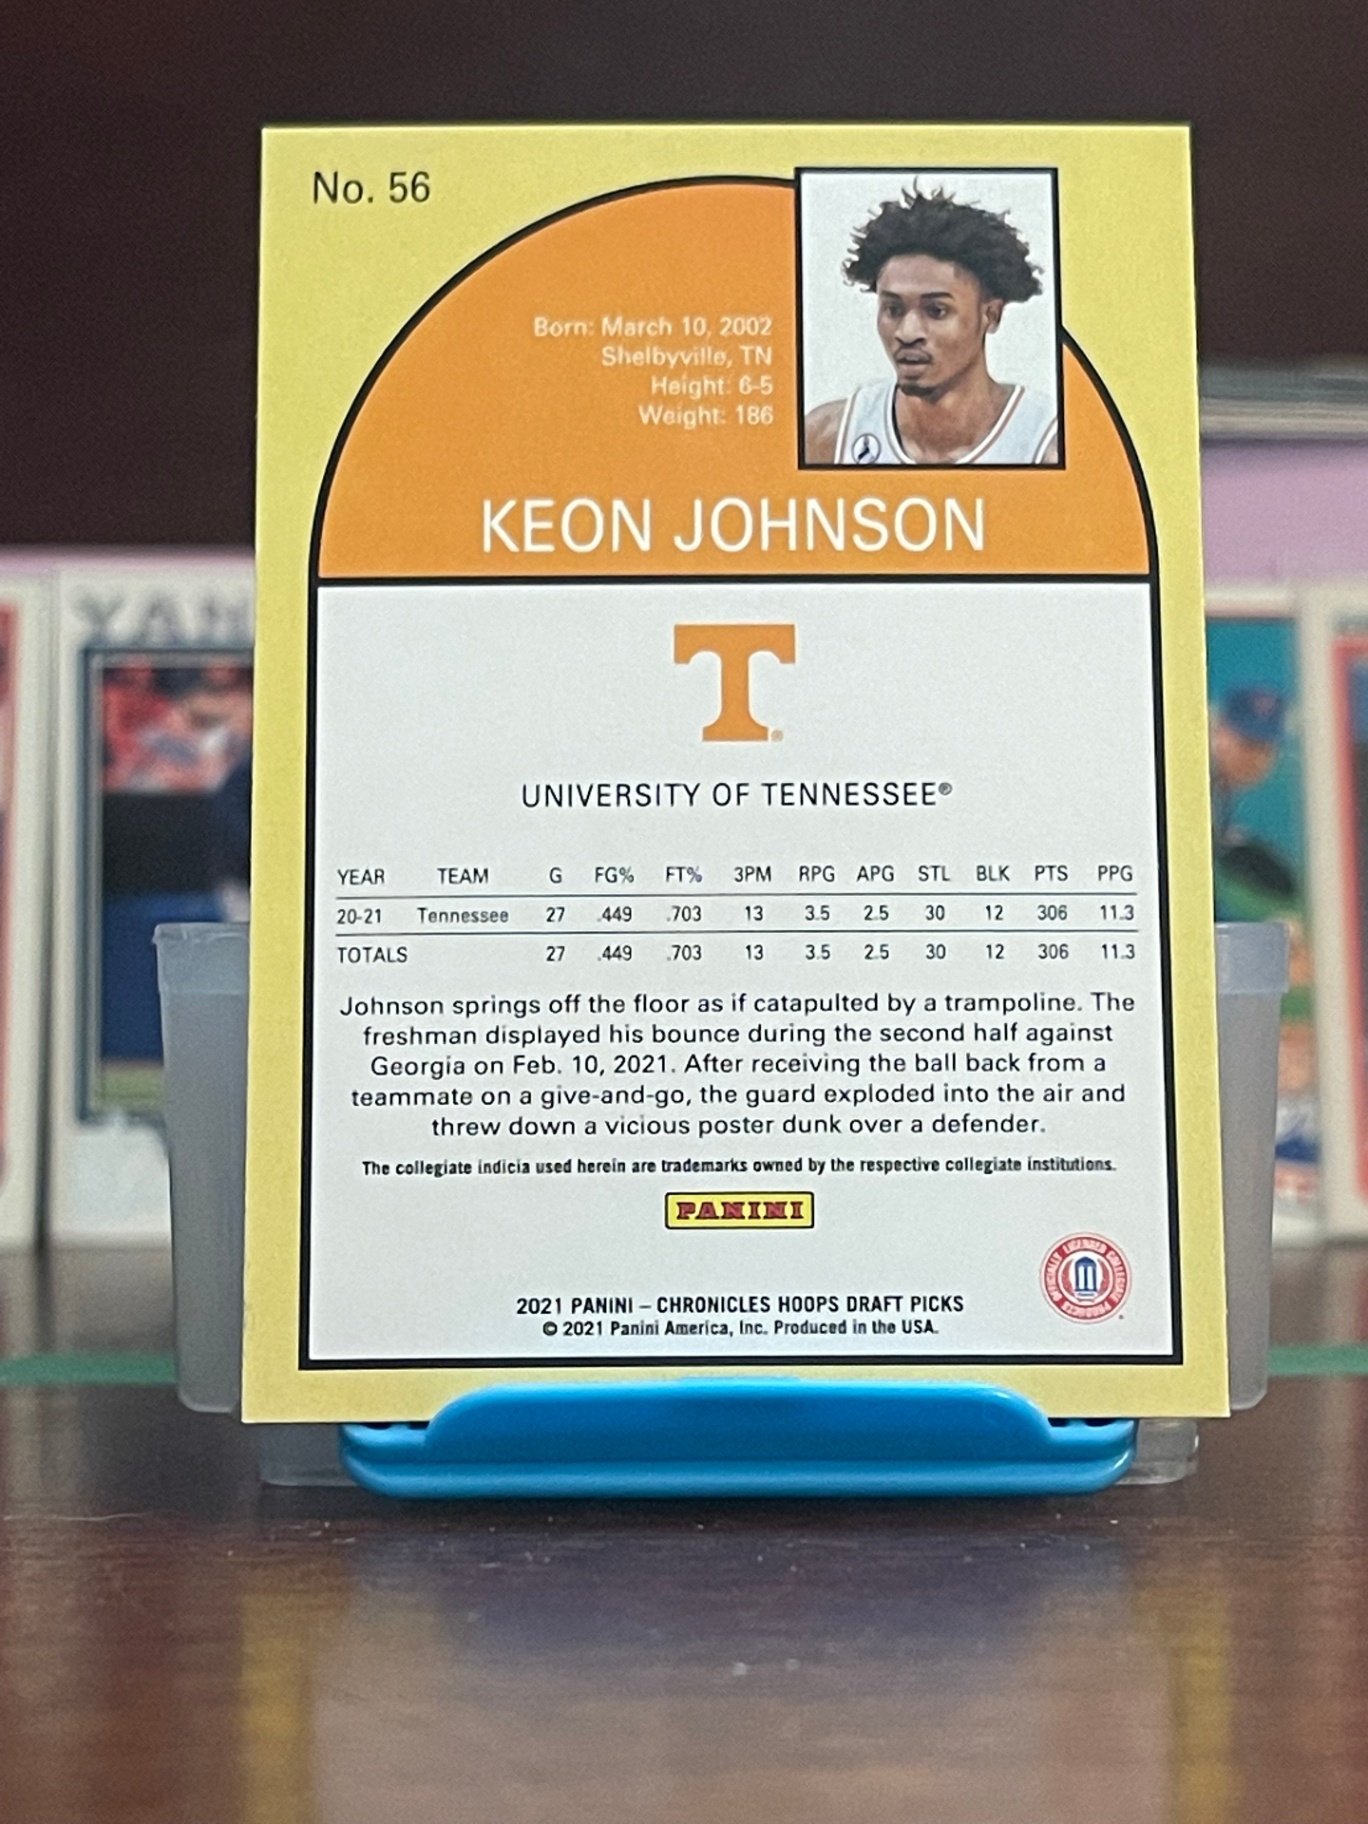 No. 56
Born: March 10, 2002
Shelbyville, TN
Height: 6-5
Weight: 186
KEON JOHNSON
T®
UNIVERSITY OF TENNESSEE®
YEAR TEAM G FG% FT% 3PM RPG APG STL BLK PTS PPG
20-21 Tennessee 27 .449 .703 13 3.5 2.5 30 12 306 11.3
TOTALS 27 .449 .703 13 3.5 2.5 30 12 306 11.3
Johnson springs off the floor as if catapulted by a trampoline. The
freshman displayed his bounce during the second half against
Georgia on Feb. 10, 2021. After receiving the ball back from a
teammate on a give-and-go, the guard exploded into the air and
threw down a vicious poster dunk over a defender.
The collegiate indicia used herein are trademarks owned by the respective collegiate institutions.
PANINI
OFFICIALLY LICENSED COLLEGIATE PRODUCTS
2021 PANINI – CHRONICLES HOOPS DRAFT PICKS
© 2021 Panini America, Inc. Produced in the USA.